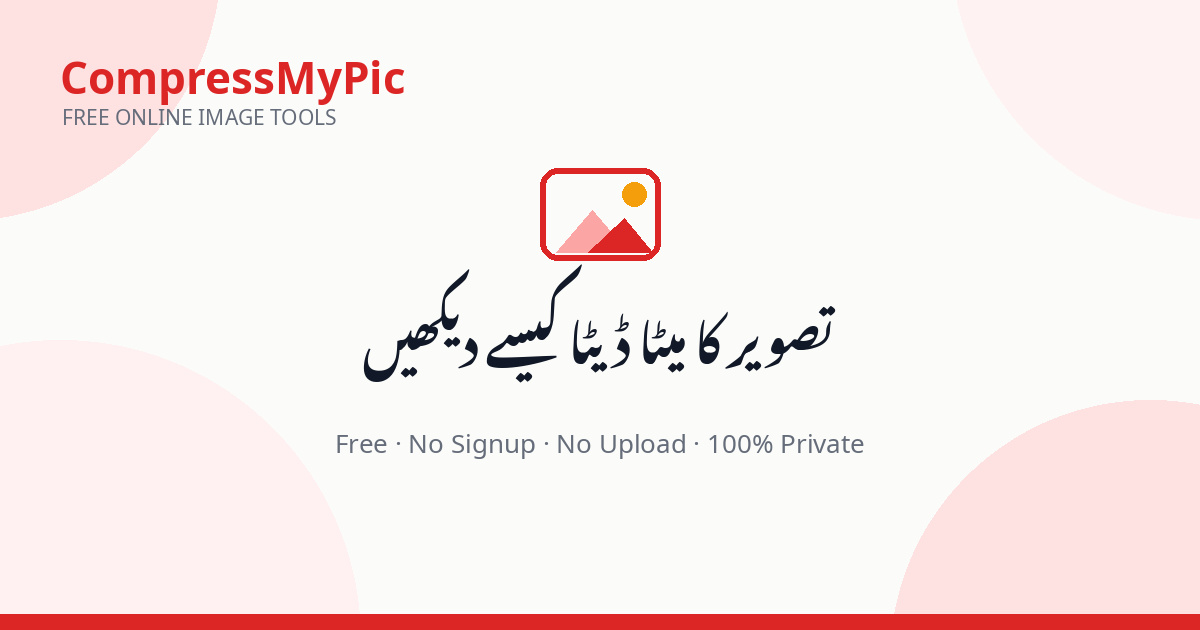 CompressMyPic
FREE ONLINE IMAGE TOOLS
تصویر کا میٹا ڈیٹا کیسے دیکھیں
Free · No Signup · No Upload · 100% Private